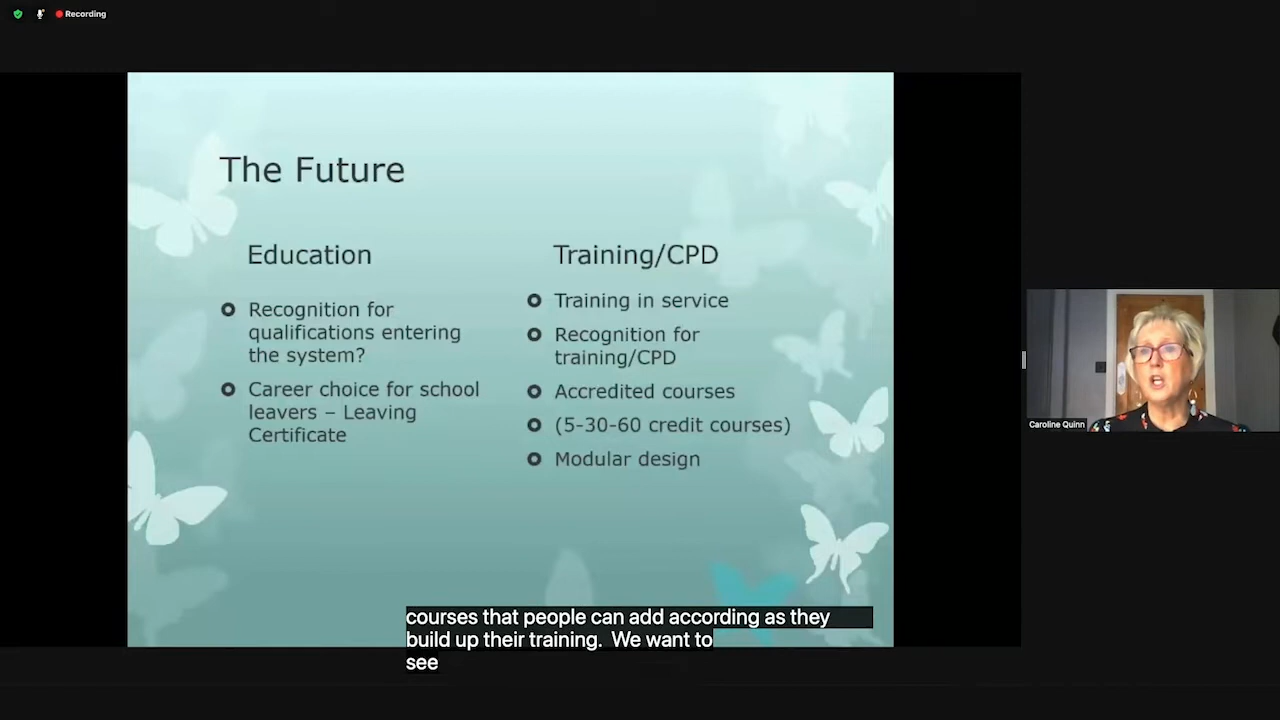 Recording
The Future
Education
Recognition for
qualifications entering
the system?
Career choice for school
leavers – Leaving
Certificate
Training/CPD
Training in service
Recognition for
training/CPD
Accredited courses
(5-30-60 credit courses)
Modular design
Caroline Quinn
courses that people can add according as they
build up their training.  We want to
see